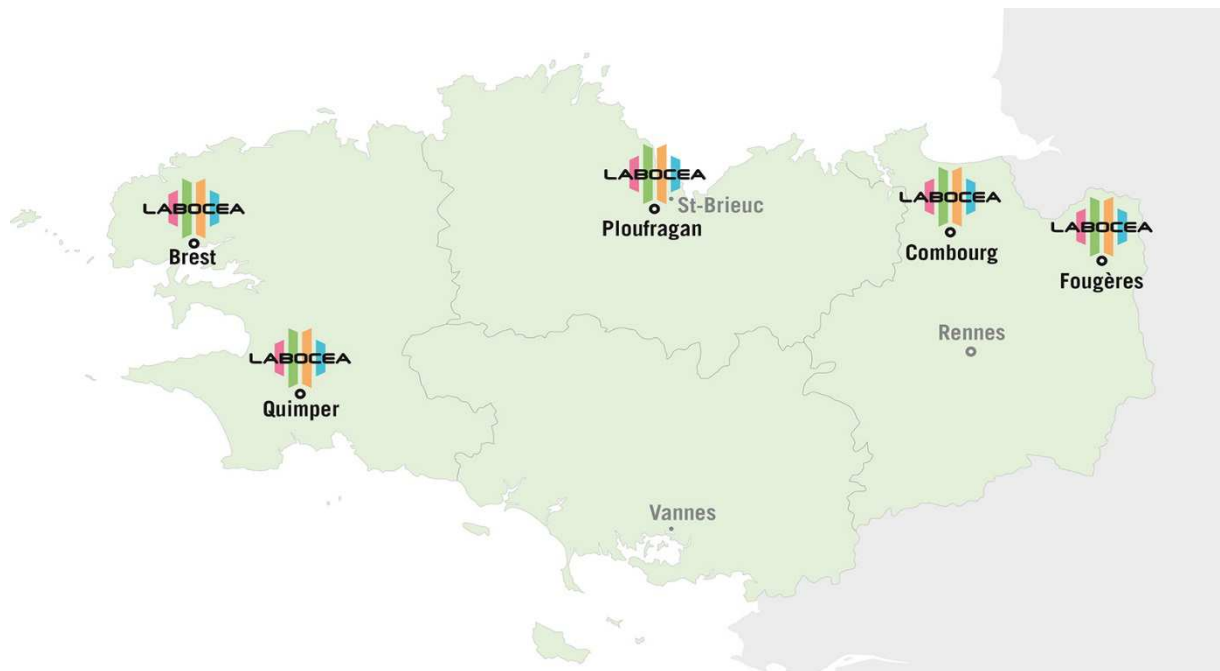 LABOCEA
Brest
LABOCEA
Quimper
LABOCEA
St-Brieuc
Ploufragan
LABOCEA
Combourg
LABOCEA
Fougères
Rennes
Vannes